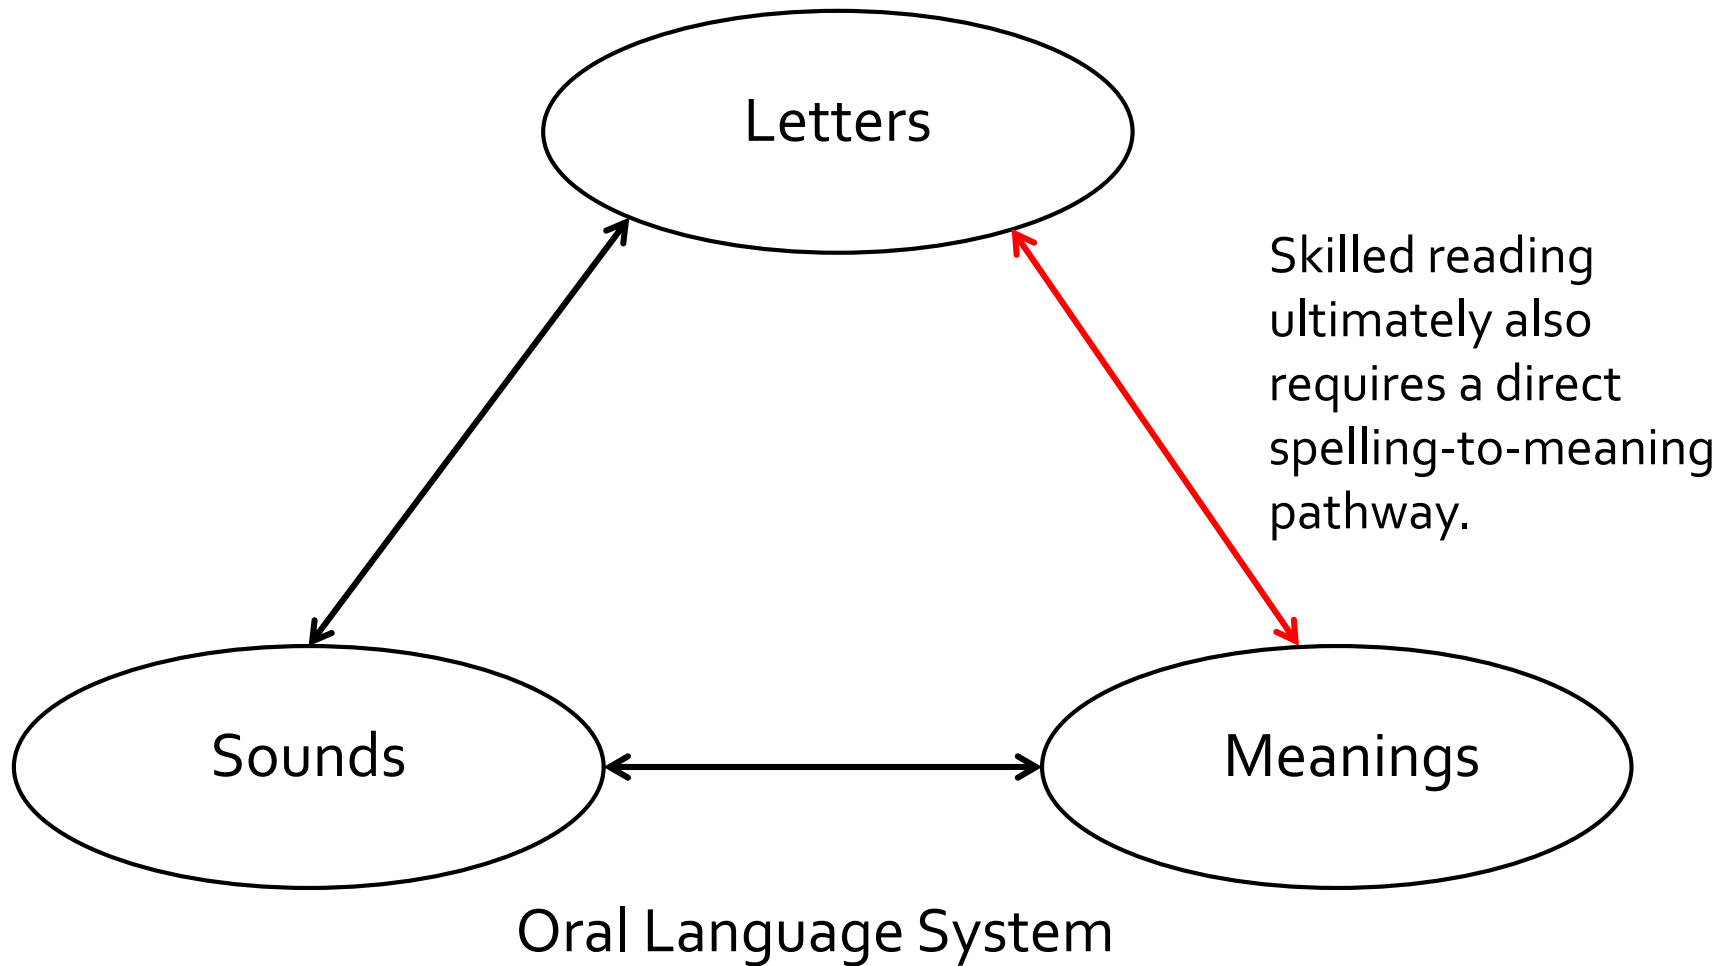 Letters
Skilled reading
ultimately also
requires a direct
spelling-to-meaning
pathway.
Sounds
Meanings
Oral Language System